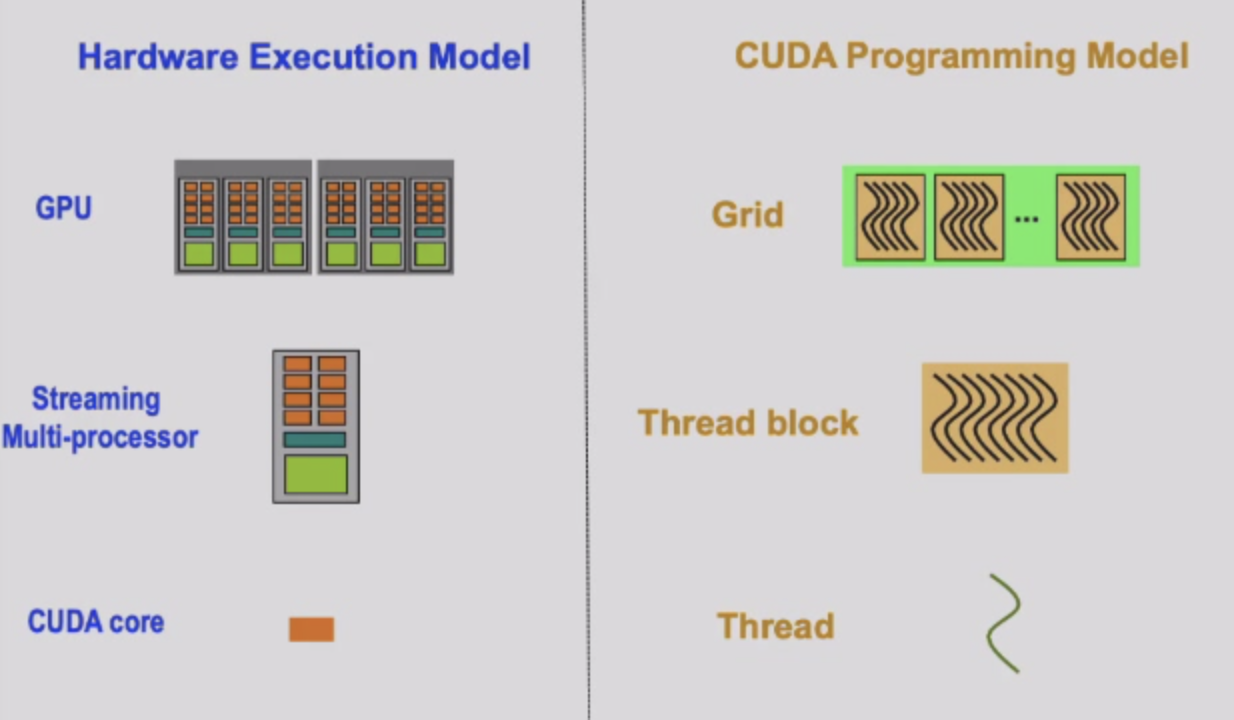 Hardware Execution Model
CUDA Programming Model
GPU
Grid
...
Streaming
Multi-processor
Thread block
CUDA core
Thread